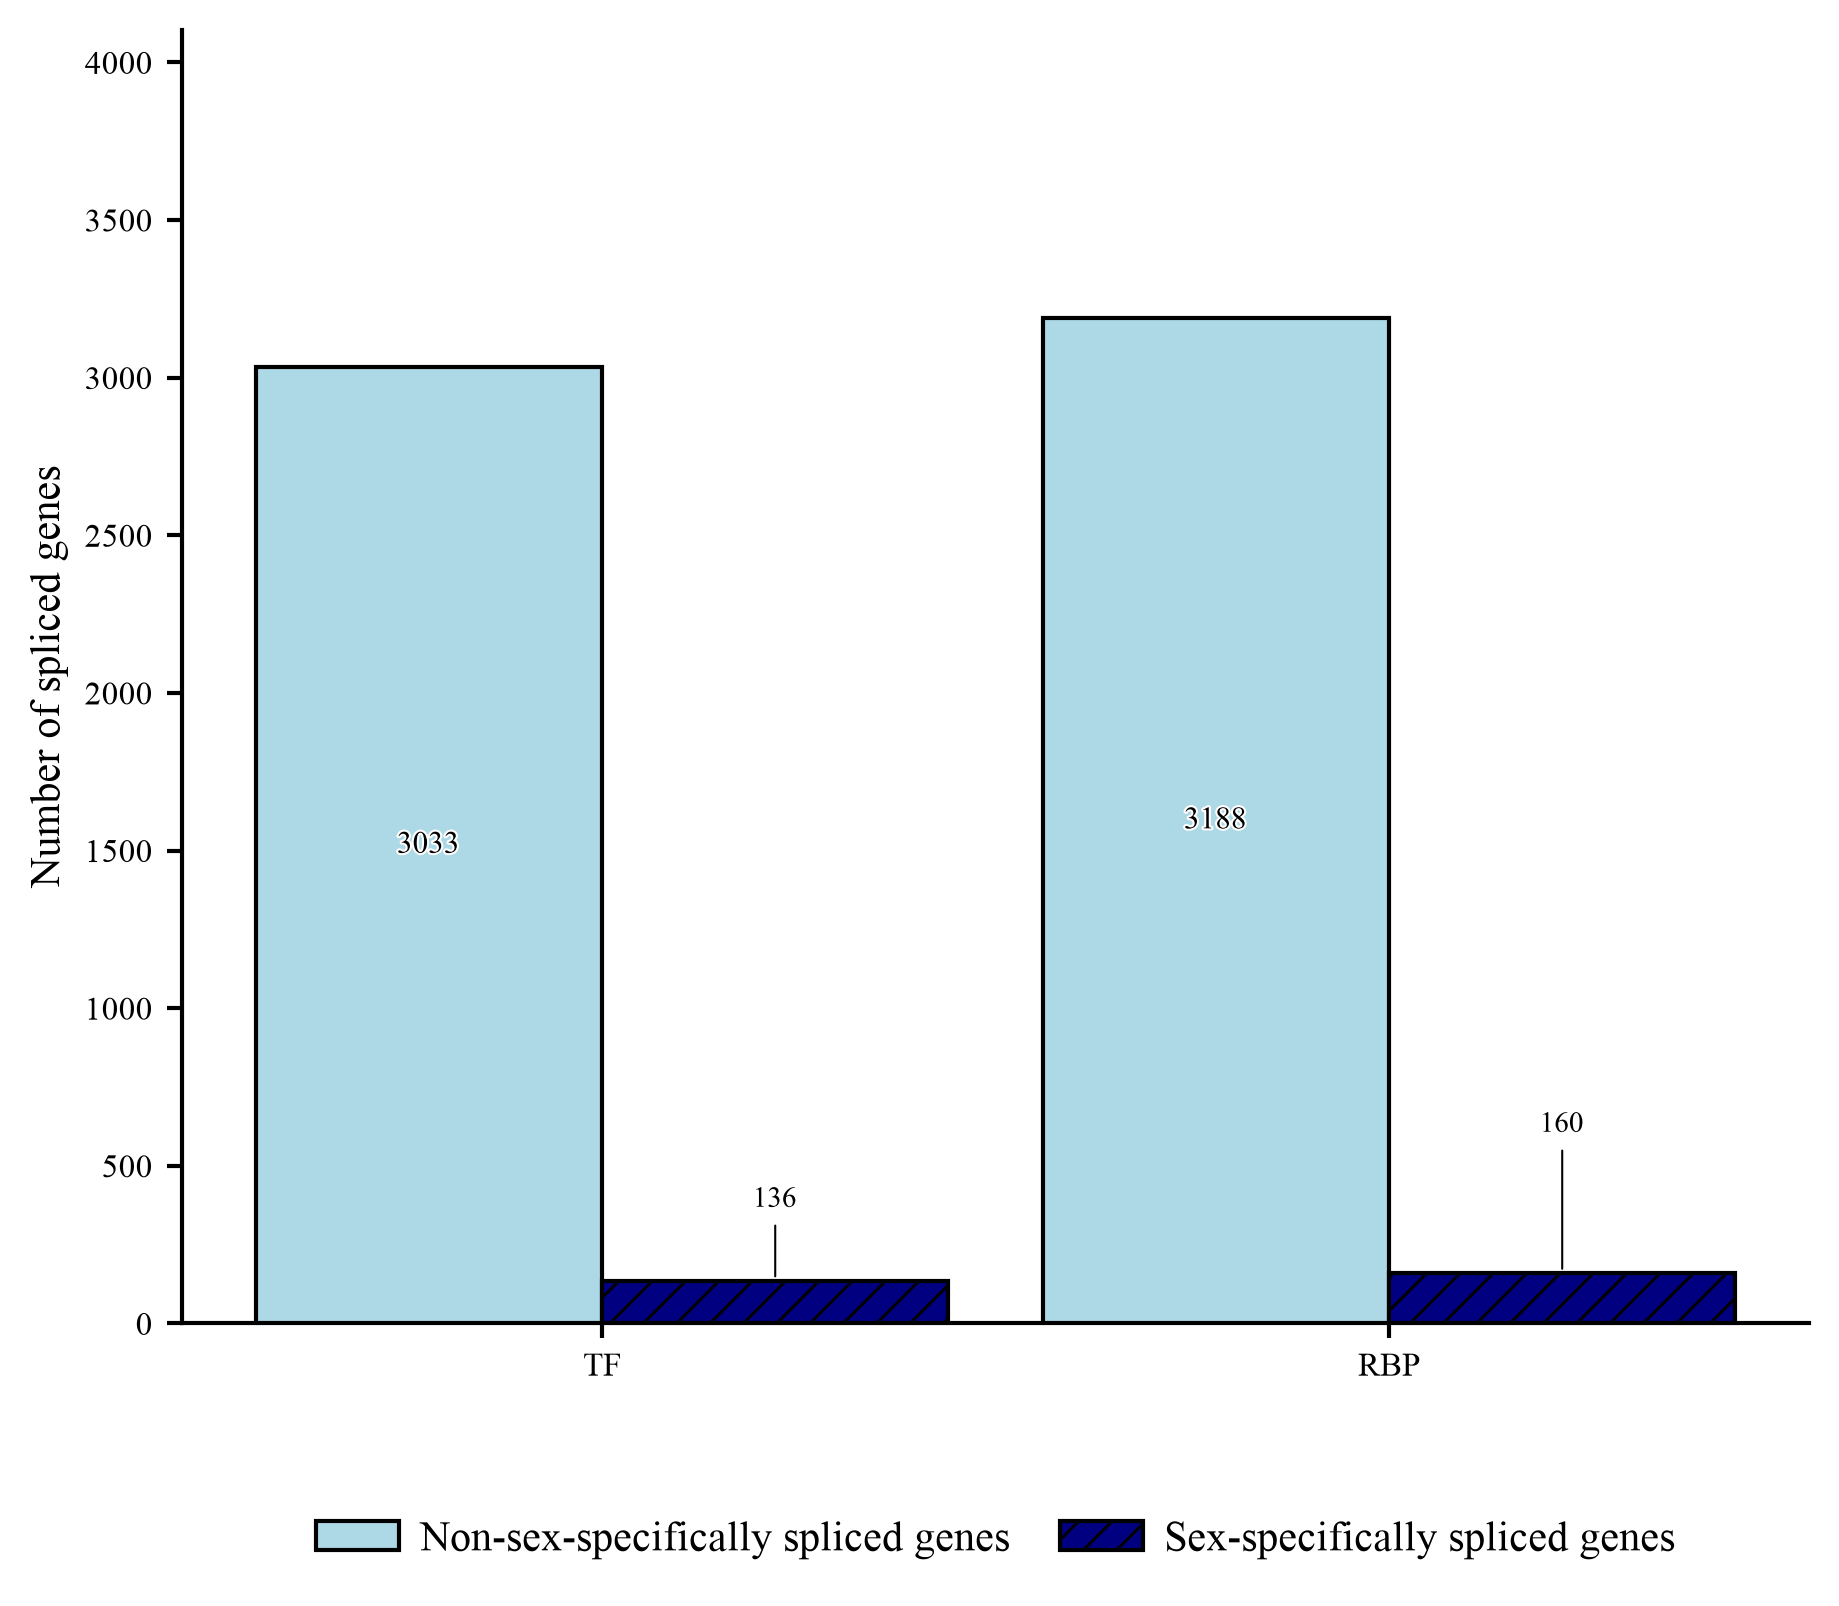 Number of spliced genes
4000
3500
3000
2500
2000
1500
1000
500
0
3033
136
3188
160
TF
RBP
Non-sex-specifically spliced genes
Sex-specifically spliced genes